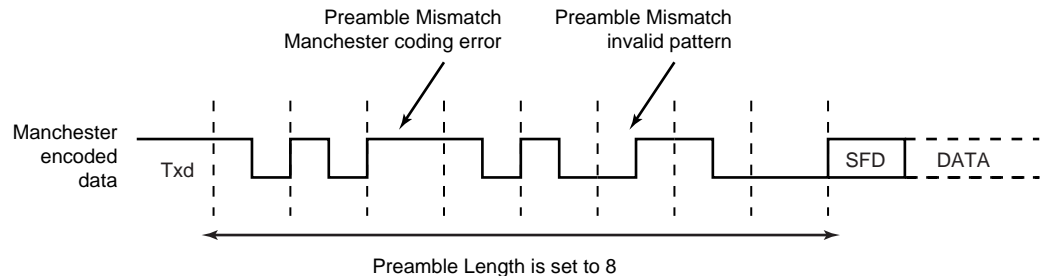 Preamble Mismatch
Manchester coding error
Preamble Mismatch
invalid pattern
Manchester
encoded
data
Txd
SFD
DATA
Preamble Length is set to 8